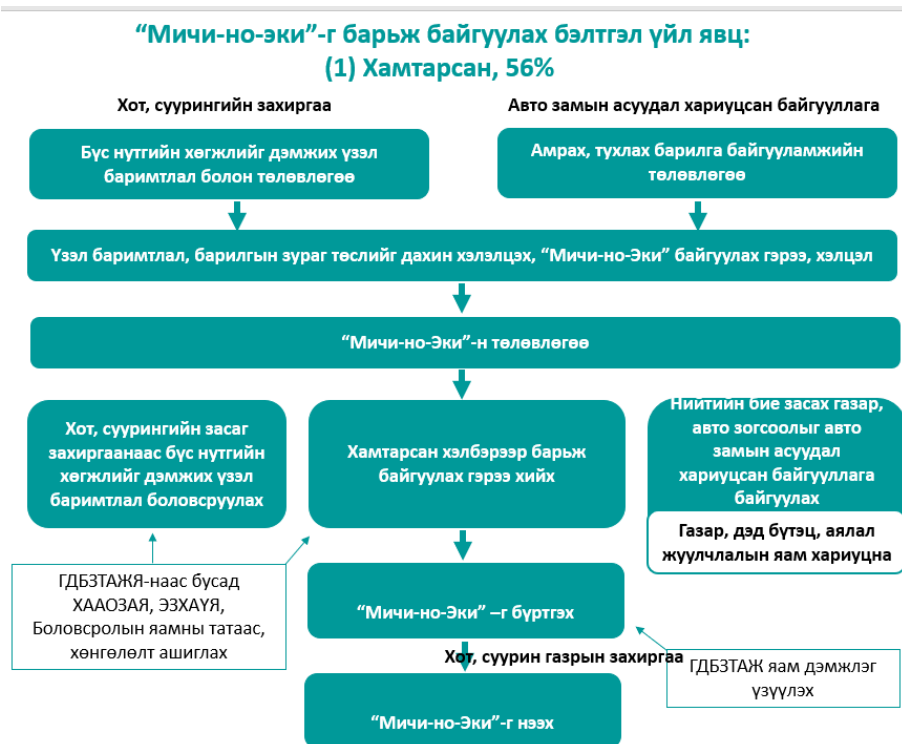 “Мичи-но-эки”-г барьж байгуулах бэлтгэл үйл явц:
(1) Хамтарсан, 56%
Хот, суурингийн захиргаа
Авто замын асуудал хариуцсан байгууллага
Бүс нутгийн хөгжлийг дэмжих үзэл
баримтлал болон төлөвлөгөө
Амрах, тухлах барилга байгууламжийн
төлөвлөгөө
Үзэл баримтлал, барилгын зураг төслийг дахин хэлэлцэх, “Мичи-но-Эки” байгуулах гэрээ, хэлцэл
“Мичи-но-Эки”-н төлөвлөгөө
Хот, суурингийн засаг
захиргаанаас бүс нутгийн
хөгжлийг дэмжих үзэл
баримтлал боловсруулах
Хамтарсан хэлбэрээр барьж
байгуулах гэрээ хийх
Нийтийн бие засах газар,
авто зогсоолыг авто
замын асуудал
хариуцсан байгууллага
байгуулах
Газар, дэд бүтэц, аялал
жуулчлалын яам хариуцна
ГДБЗТАЖЯ-наас бусад
ХААОЗАЯ, ЭЗХАҮЯ,
Боловсролын яамны татаас,
хөнгөлөлт ашиглах
“Мичи-но-Эки” –г бүртгэх
Хот, суурин газрын захиргаа
ГДБЗТАЖ яам дэмжлэг
үзүүлэх
“Мичи-но-Эки”-г нээх